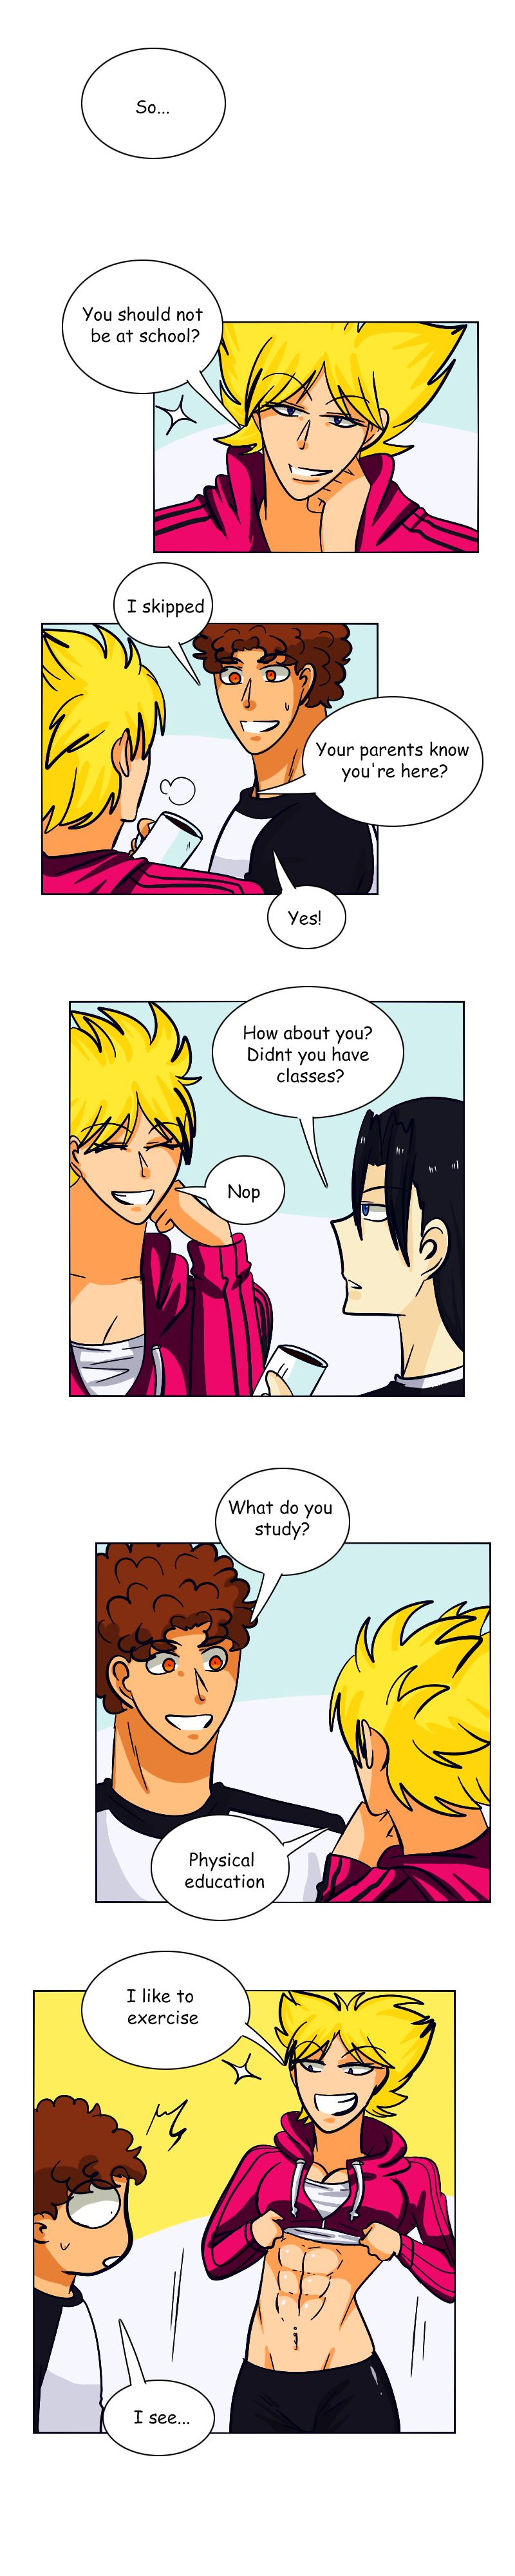 So...
You should not
be at school?
I skipped
Your parents know
you're here?
Yes!
How about you?
Didnt you have
classes?
Nop
What do you
study?
Physical
education
I like to
exercise
I see...